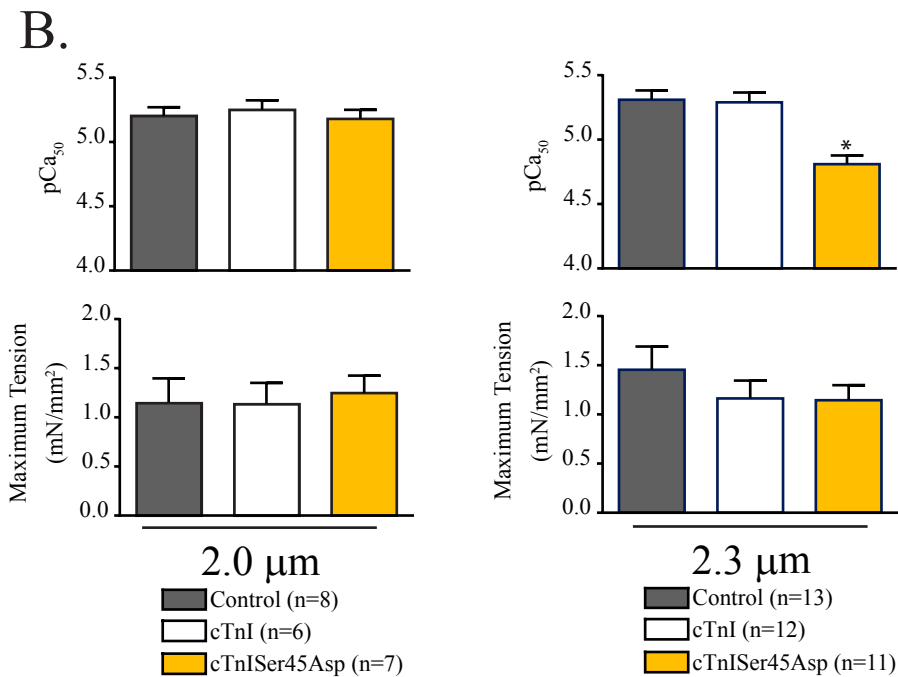 B.
pCa₅₀
5.5
5.0
4.5
4.0
pCa₅₀
5.5
5.0
4.5
4.0
*
Maximum Tension
(mN/mm²)
2.0
1.5
1.0
0.5
0.0
Maximum Tension
(mN/mm²)
2.0
1.5
1.0
0.5
0.0
2.0 μm
Control (n=8)
cTnI (n=6)
cTnISer45Asp (n=7)
2.3 μm
Control (n=13)
cTnI (n=12)
cTnISer45Asp (n=11)